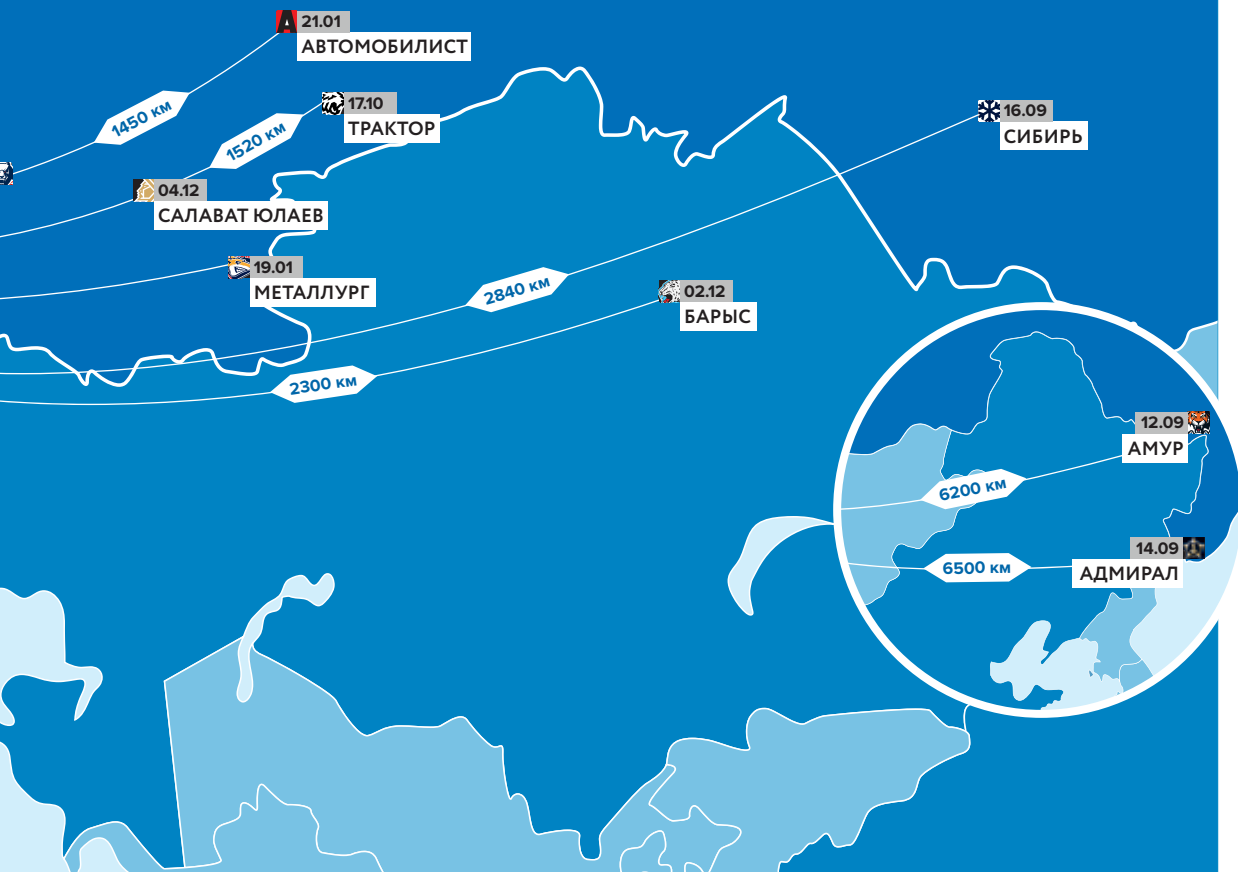 21.01
АВТОМОБИЛИСТ
1450 км
17.10
ТРАКТОР
1520 км
16.09
СИБИРЬ
04.12
САЛАВАТ ЮЛАЕВ
19.01
МЕТАЛЛУРГ
2840 км
02.12
БАРЫС
2300 км
12.09
АМУР
6200 км
14.09
АДМИРАЛ
6500 км